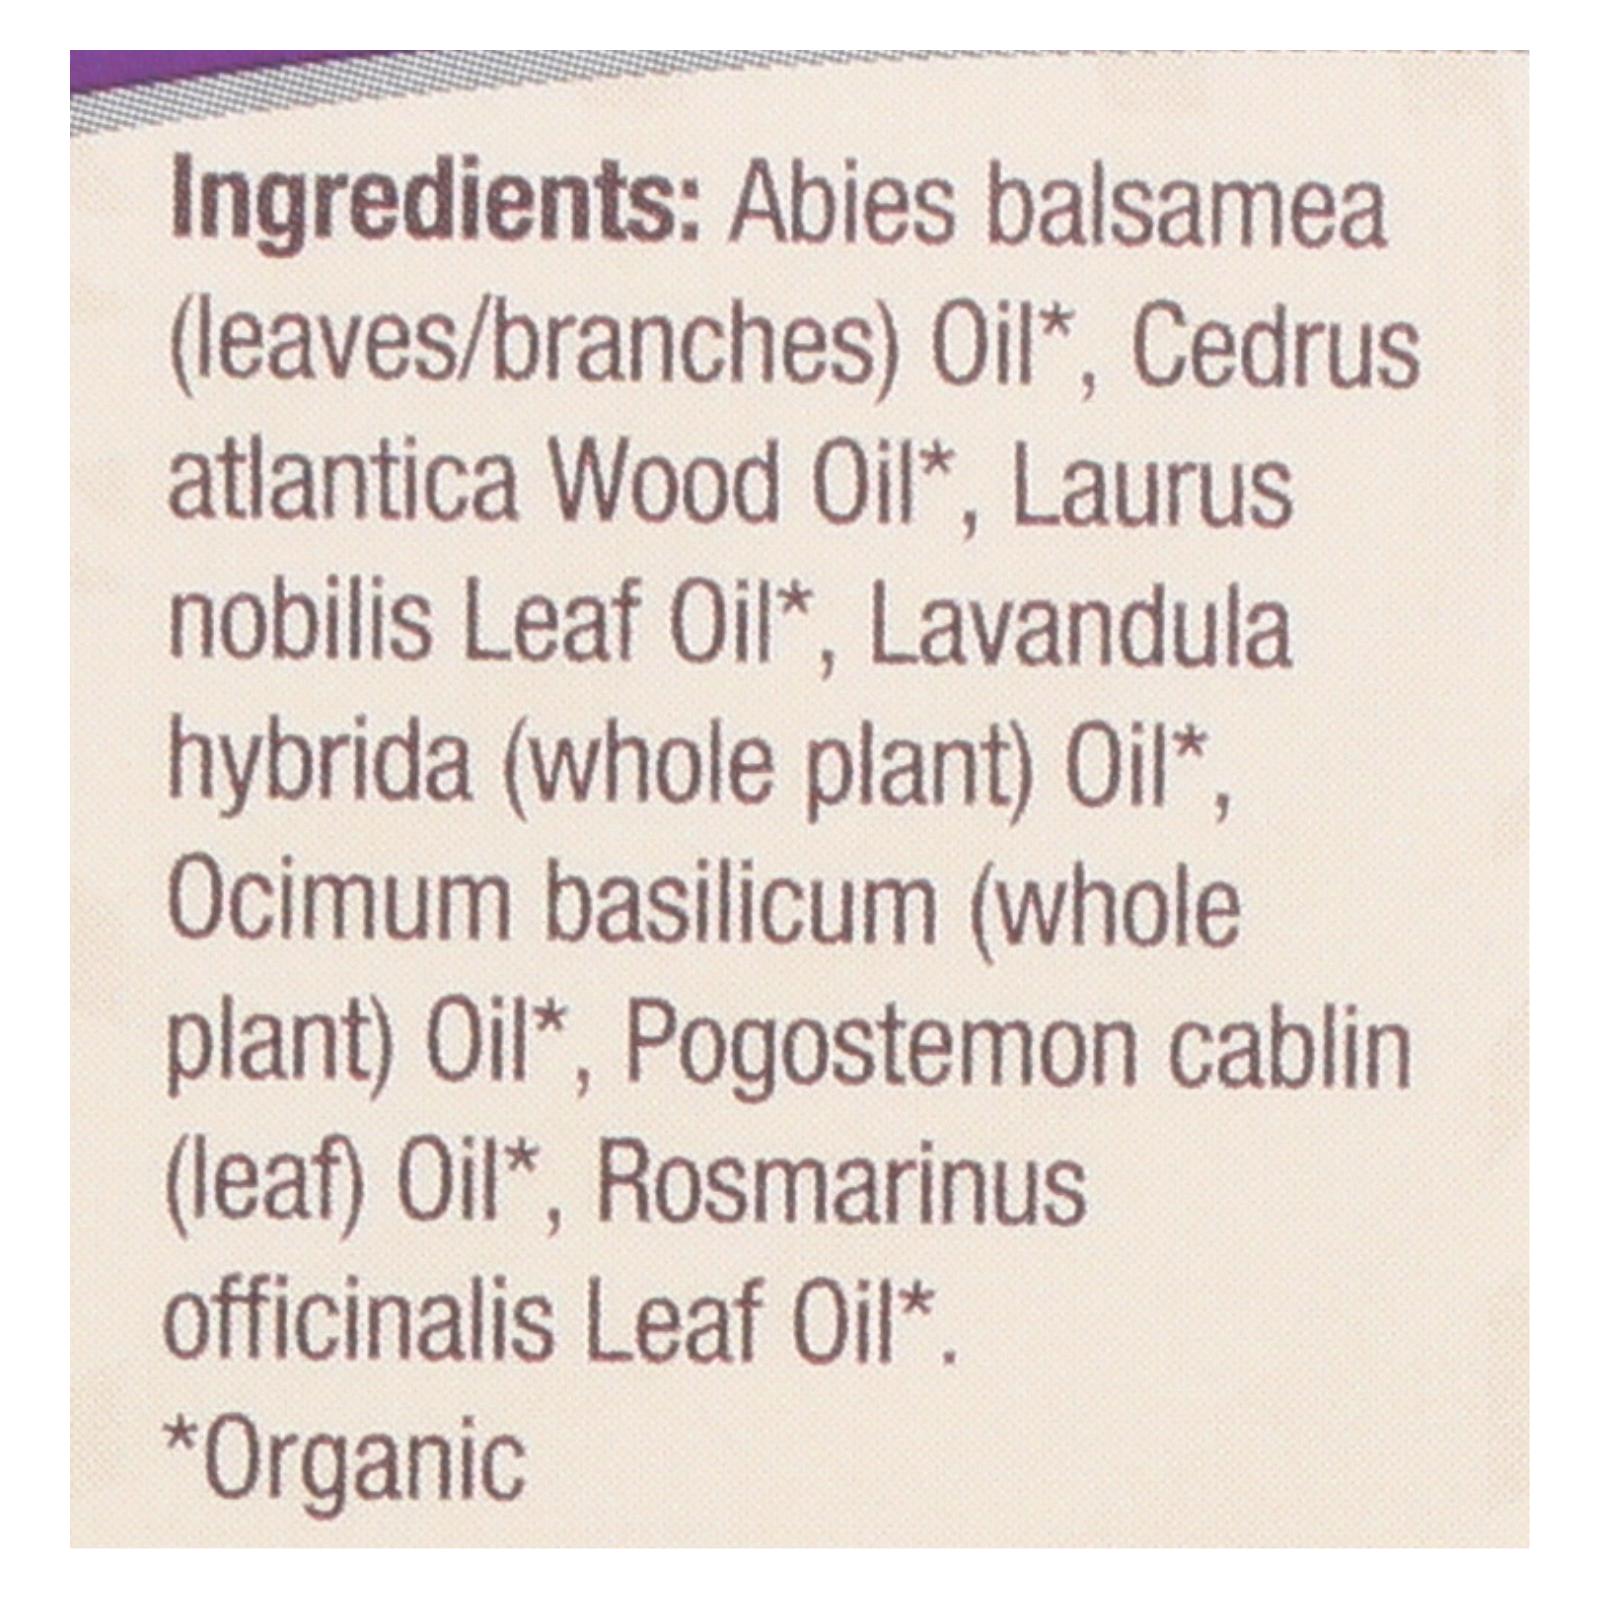 Ingredients: Abies balsamea
(leaves/branches) Oil*, Cedrus
atlantica Wood Oil*, Laurus
nobilis Leaf Oil*, Lavandula
hybrida (whole plant) Oil*,
Ocimum basilicum (whole
plant) Oil*, Pogostemon cablin
(leaf) Oil*, Rosmarinus
officinalis Leaf Oil*.
*Organic